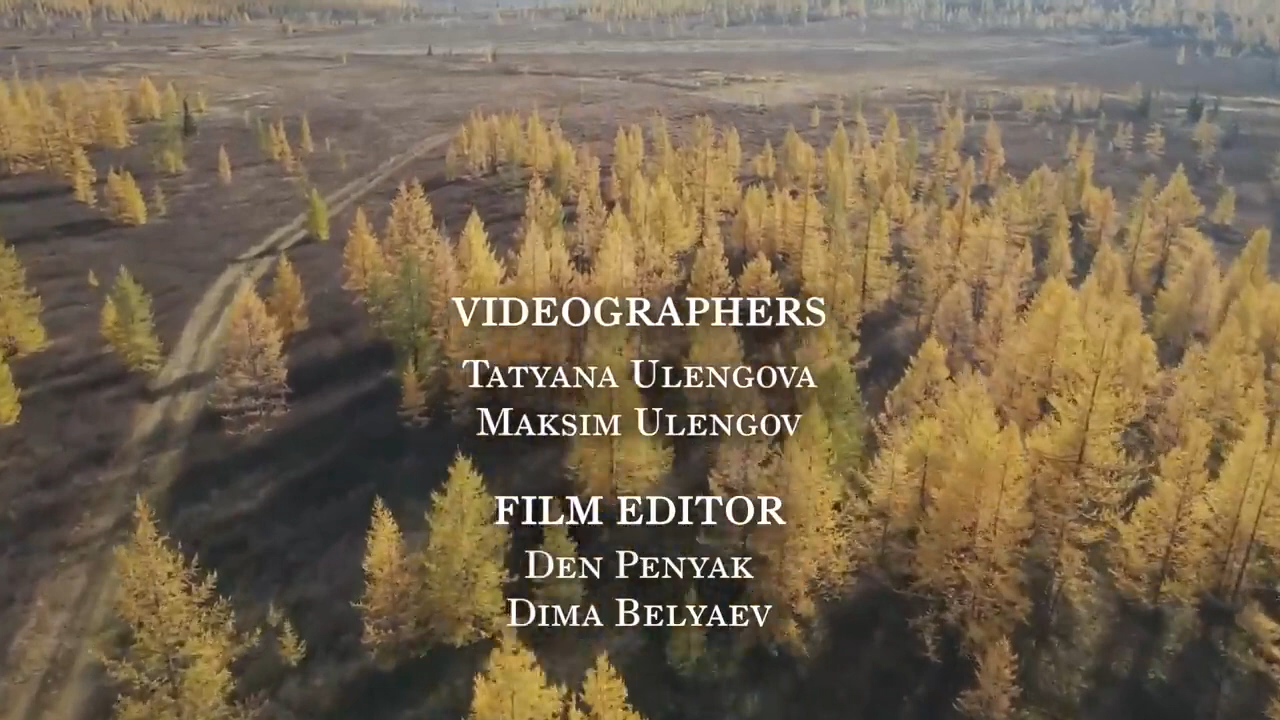 VIDEOGRAPHERS
Tatyana Ulengova
Maksim Ulengov
FILM EDITOR
Den Penyak
Dima Belyaev